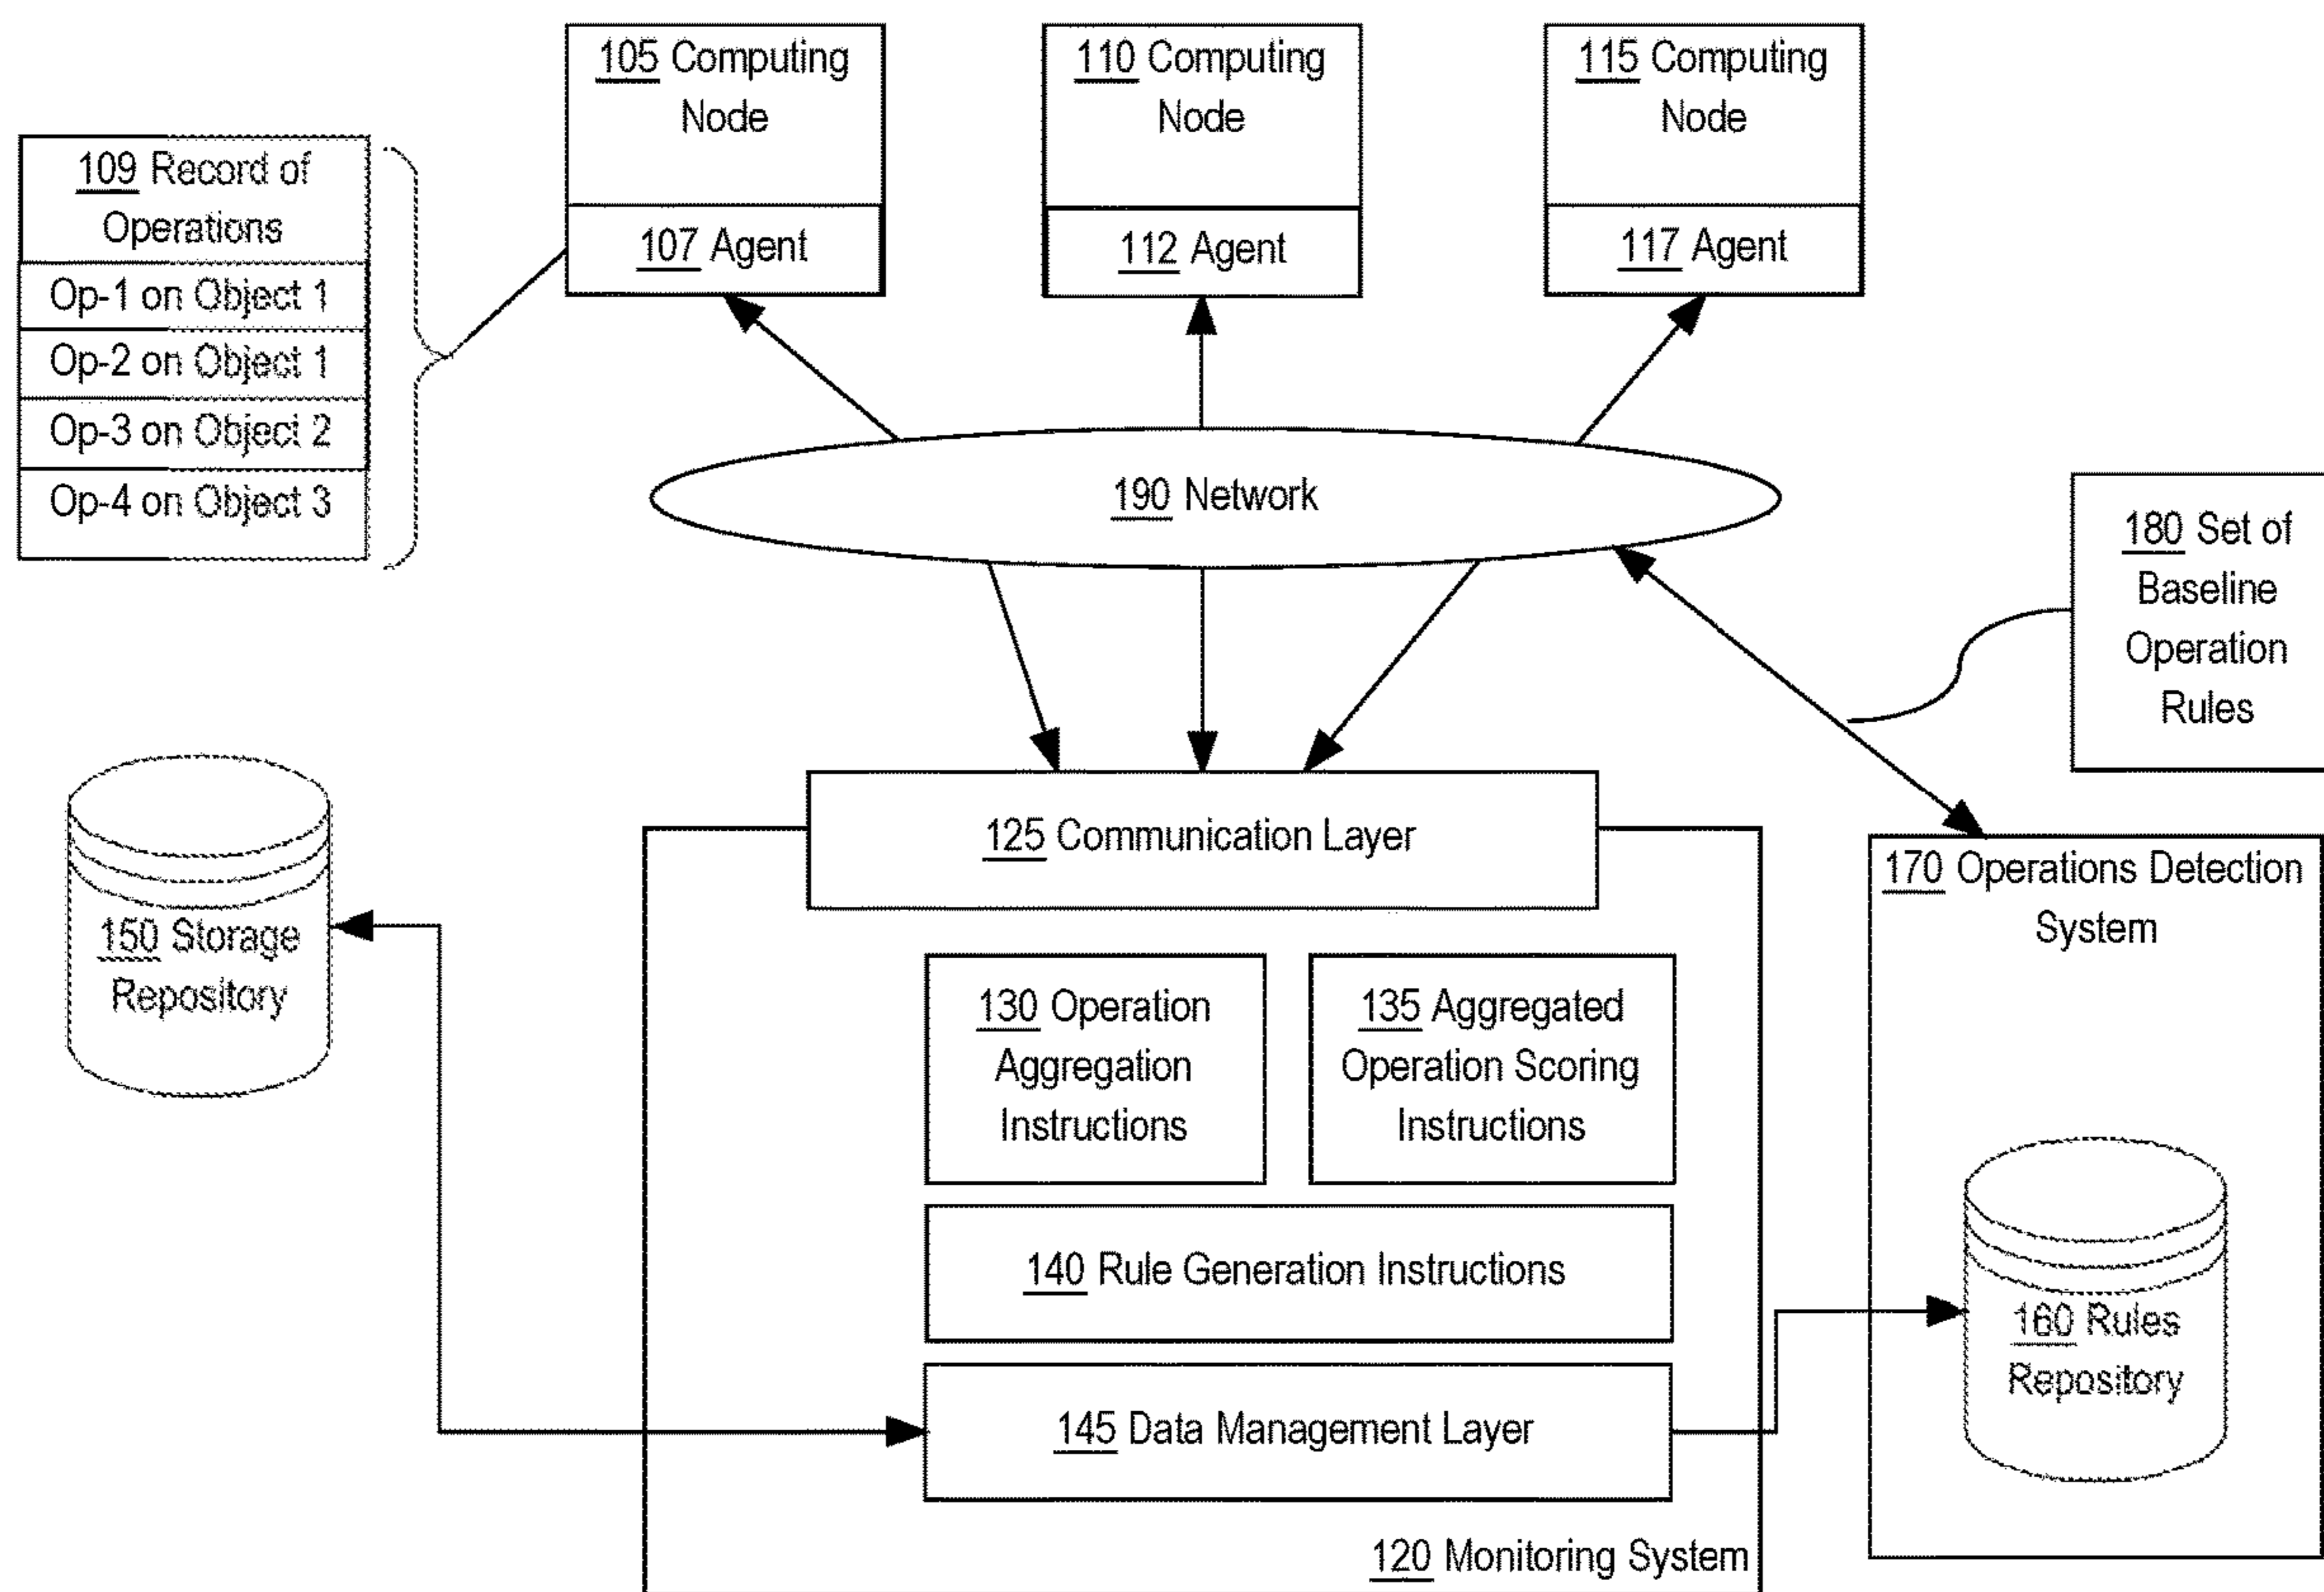 105 Computing
Node
107 Agent
110 Computing
Node
112 Agent
115 Computing
Node
117 Agent
109 Record of
Operations
Op-1 on Object 1
Op-2 on Object 1
Op-3 on Object 2
Op-4 on Object 3
190 Network
180 Set of
Baseline
Operation
Rules
125 Communication Layer
150 Storage
Repository
130 Operation
Aggregation
Instructions
135 Aggregated
Operation Scoring
Instructions
140 Rule Generation Instructions
145 Data Management Layer
120 Monitoring System
170 Operations Detection
System
160 Rules
Repository